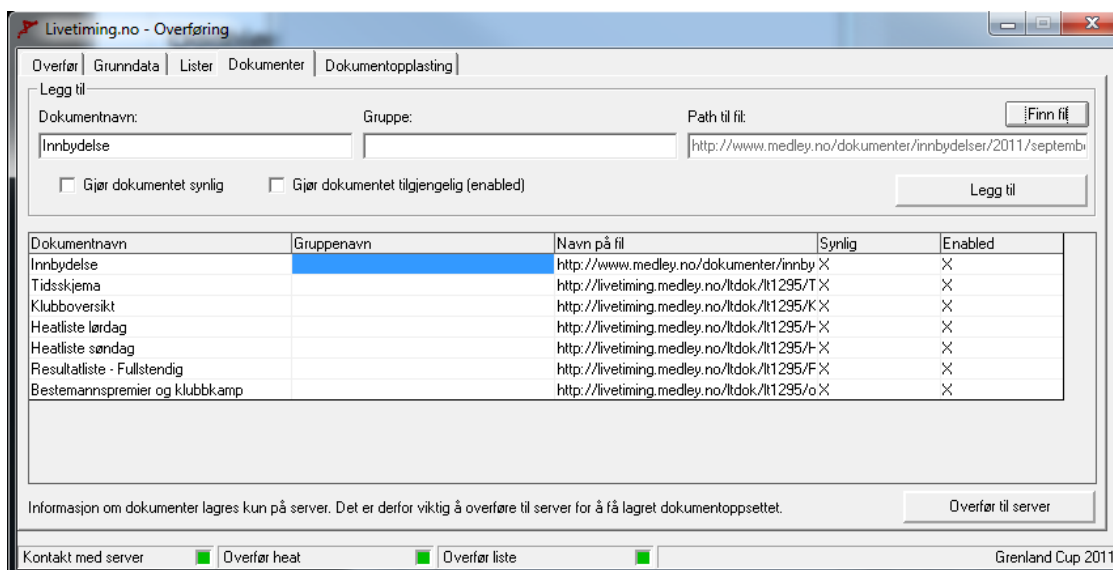 Livetiming.no - Overføring
Overfør Grunndata Lister Dokumenter Dokumentopplasting
Legg til
Dokumentnavn: Gruppe: Path til fil: Finn fil
Innbydelse http://www.medley.no/dokumenter/innbydelser/2011/septembe
Gjør dokumentet synlig Gjør dokumentet tilgjengelig (enabled) Legg til
Dokumentnavn Gruppenavn Navn på fil Synlig Enabled
Innbydelse http://www.medley.no/dokumenter/innby X X
Tidsskjema http://livetiming.medley.no/ltdok/lt1295/T X X
Klubboversikt http://livetiming.medley.no/ltdok/lt1295/K X X
Heatliste lørdag http://livetiming.medley.no/ltdok/lt1295/H X X
Heatliste søndag http://livetiming.medley.no/ltdok/lt1295/H X X
Resultatliste - Fullstendig http://livetiming.medley.no/ltdok/lt1295/F X X
Bestemannspremier og klubbkamp http://livetiming.medley.no/ltdok/lt1295/o X X
Informasjon om dokumenter lagres kun på server. Det er derfor viktig å overføre til server for å få lagret dokumentoppsettet. Overfør til server
Kontakt med server Overfør heat Overfør liste Grenland Cup 2011